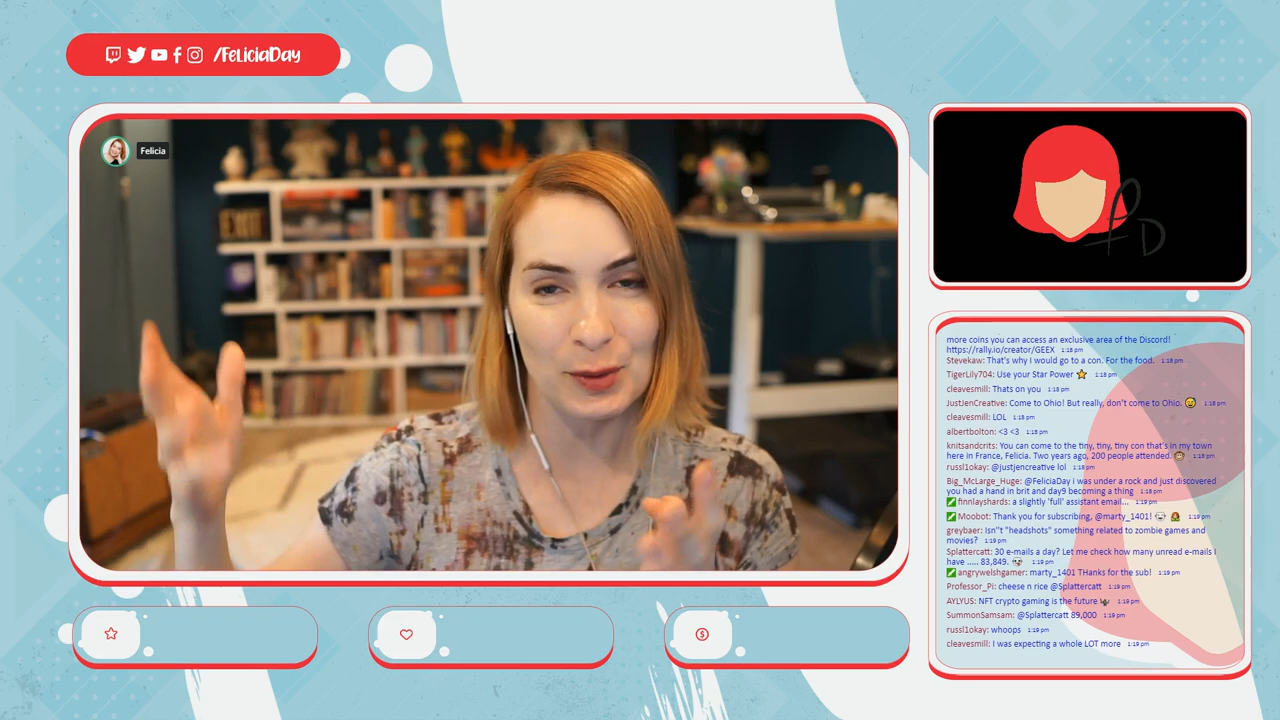 /FeLiciaDay
Felicia
EXIT
D
more coins you can access an exclusive area of the Discord!
https://rally.io/creator/GEEX 1:18 pm
Stevekaw: That's why I would go to a con. For the food. 1:18 pm
TigerLily704: Use your Star Power ⭐ 1:18 pm
cleavesmill: Thats on you 1:18 pm
JustJenCreative: Come to Ohio! But really, don't come to Ohio. 😄 1:18 pm
cleavesmill: LOL 1:18 pm
albertbolton: <3 <3 1:18 pm
knitsandcrits: You can come to the tiny, tiny, tiny con that's in my town
here in France, Felicia. Two years ago, 200 people attended. 1:18 pm
russl1okay: @justjencreative lol 1:18 pm
Big_McLarge_Huge: @FeliciaDay i was under a rock and just discovered
you had a hand in brit and day9 becoming a thing 1:18 pm
finnlayshards: a slightly 'full' assistant email... 1:19 pm
Moobot: Thank you for subscribing, @marty_1401! 1:19 pm
greybaer: Isn"t "headshots" something related to zombie games and
movies? 1:19 pm
Splattercatt: 30 e-mails a day? Let me check how many unread e-mails I
have ..... 83,849. 1:19 pm
angrywelshgamer: marty_1401 THanks for the sub! 1:19 pm
Professor_Pi: cheese n rice @Splattercatt 1:19 pm
AYLYUS: NFT crypto gaming is the future 1:19 pm
SummonSamsam: @Splattercatt 89,000 1:19 pm
russl1okay: whoops 1:19 pm
cleavesmill: I was expecting a whole LOT more 1:19 pm